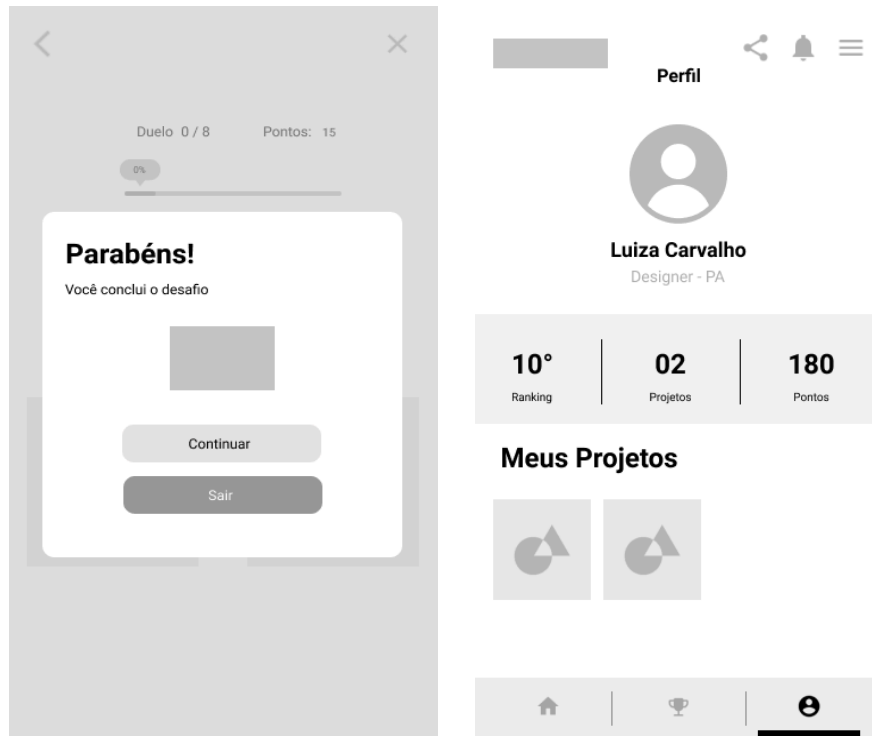 Duelo 0 / 8 Pontos: 15
0%
Parabéns!
Você conclui o desafio
Continuar
Sair
Perfil
Luiza Carvalho
Designer - PA
10° 02 180
Ranking Projetos Pontos
Meus Projetos